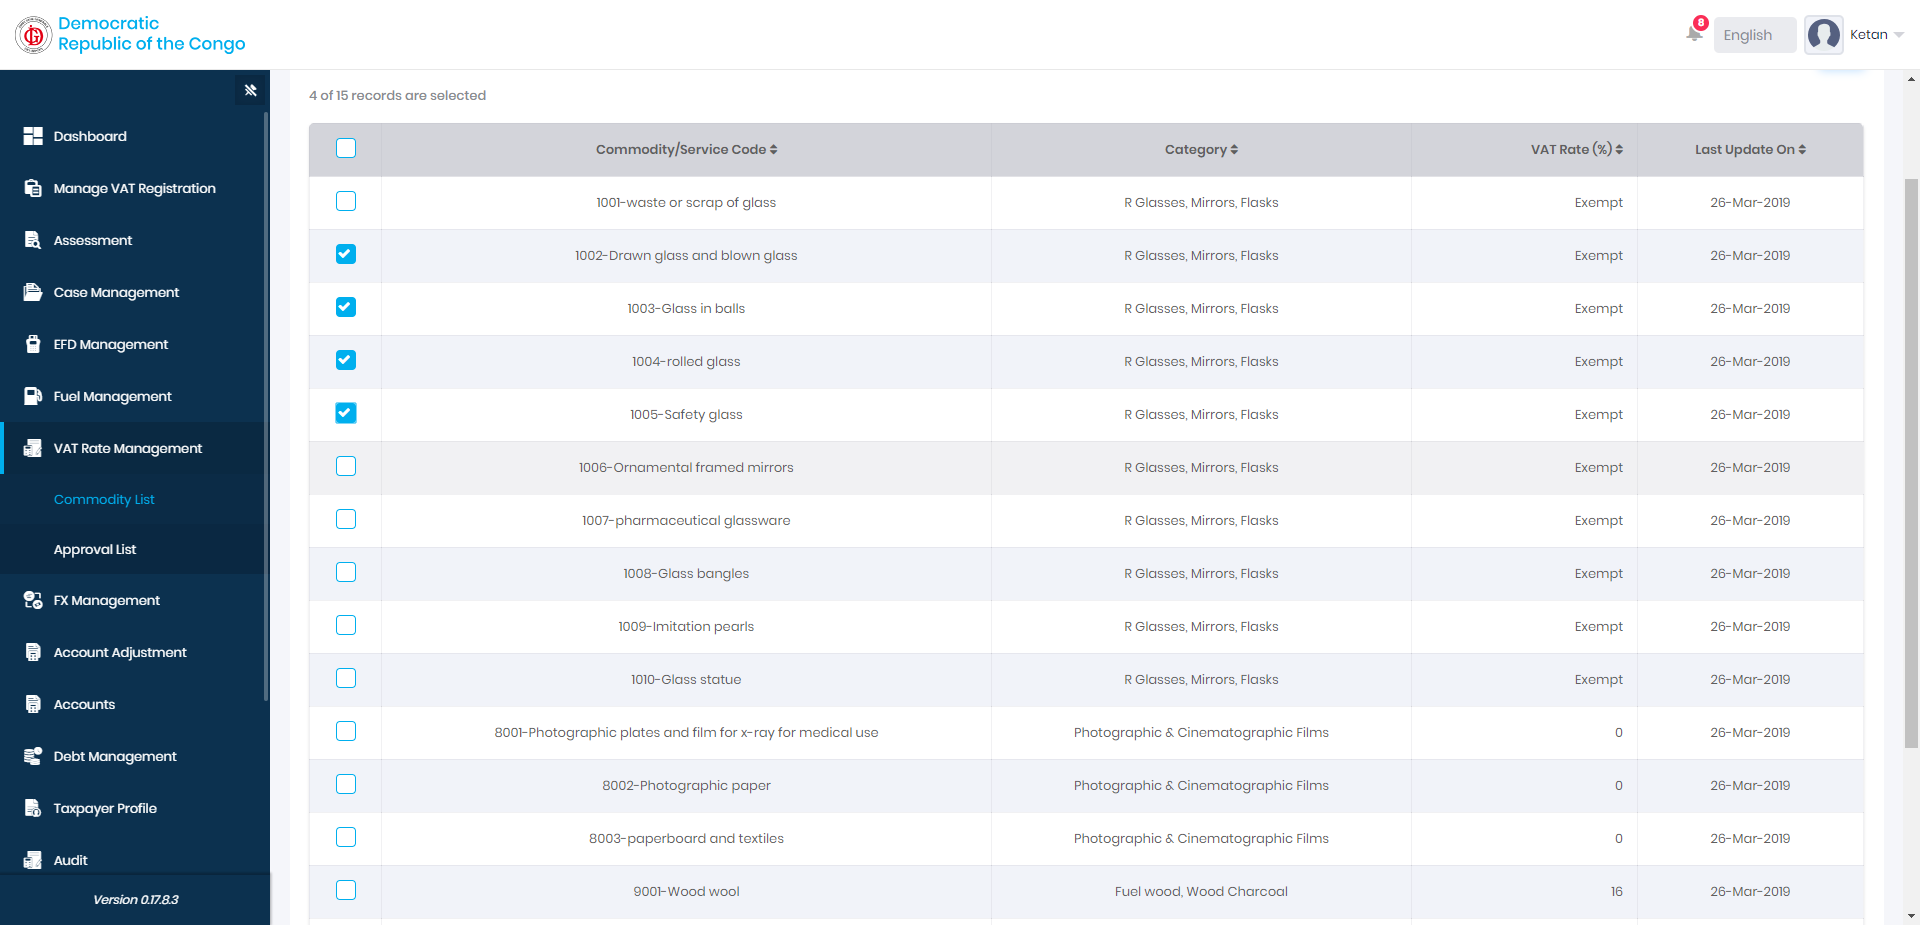 Democratic
Republic of the Congo
8
English
Ketan
4 of 15 records are selected
Dashboard
Manage VAT Registration
Assessment
Case Management
EFD Management
Fuel Management
VAT Rate Management
Commodity List
Approval List
FX Management
Account Adjustment
Accounts
Debt Management
Taxpayer Profile
Audit
Version 0.17.8.3
Commodity/Service Code Category VAT Rate (%) Last Update On
1001-waste or scrap of glass R Glasses, Mirrors, Flasks Exempt 26-Mar-2019
1002-Drawn glass and blown glass R Glasses, Mirrors, Flasks Exempt 26-Mar-2019
1003-Glass in balls R Glasses, Mirrors, Flasks Exempt 26-Mar-2019
1004-rolled glass R Glasses, Mirrors, Flasks Exempt 26-Mar-2019
1005-Safety glass R Glasses, Mirrors, Flasks Exempt 26-Mar-2019
1006-Ornamental framed mirrors R Glasses, Mirrors, Flasks Exempt 26-Mar-2019
1007-pharmaceutical glassware R Glasses, Mirrors, Flasks Exempt 26-Mar-2019
1008-Glass bangles R Glasses, Mirrors, Flasks Exempt 26-Mar-2019
1009-Imitation pearls R Glasses, Mirrors, Flasks Exempt 26-Mar-2019
1010-Glass statue R Glasses, Mirrors, Flasks Exempt 26-Mar-2019
8001-Photographic plates and film for x-ray for medical use Photographic & Cinematographic Films 0 26-Mar-2019
8002-Photographic paper Photographic & Cinematographic Films 0 26-Mar-2019
8003-paperboard and textiles Photographic & Cinematographic Films 0 26-Mar-2019
9001-Wood wool Fuel wood, Wood Charcoal 16 26-Mar-2019